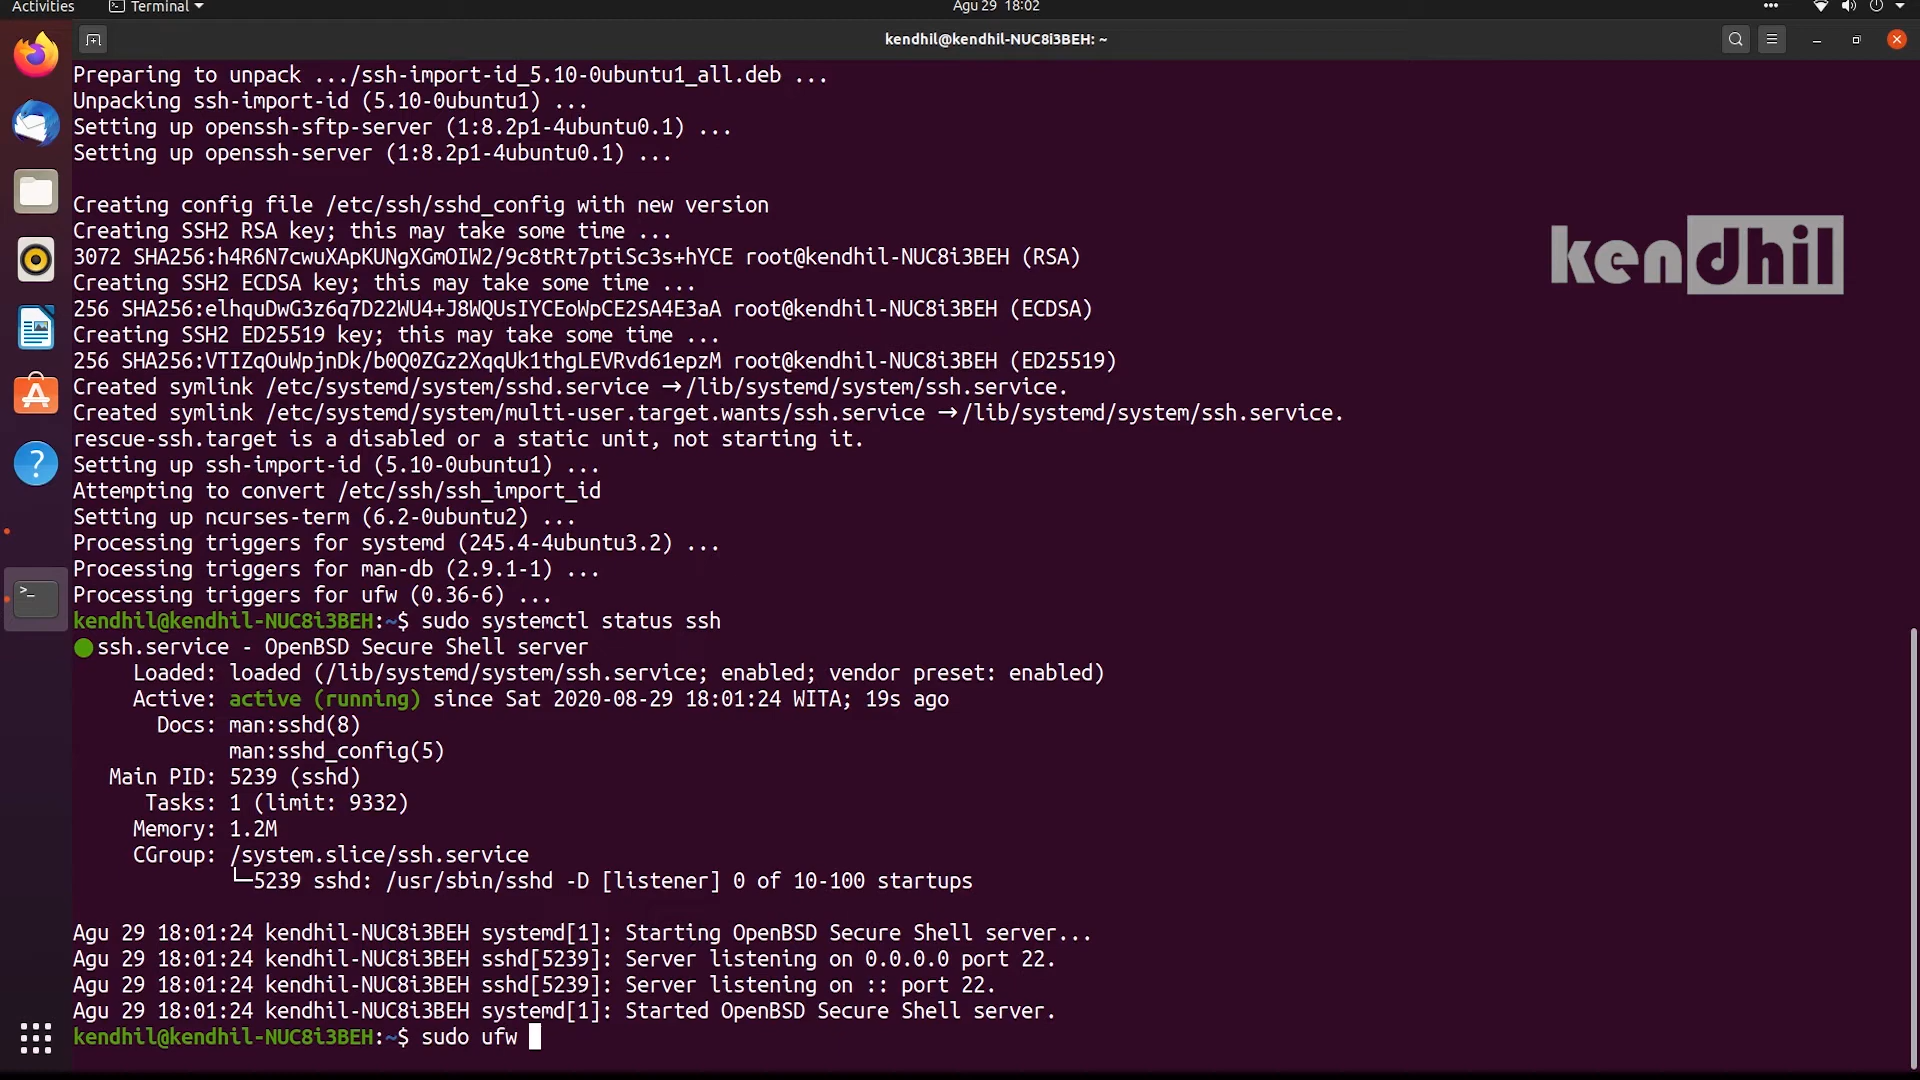 Activities
Terminal
Agu 29 18:02
kendhil@kendhil-NUC8i3BEH: ~
Preparing to unpack .../ssh-import-id_5.10-0ubuntu1_all.deb ...
Unpacking ssh-import-id (5.10-0ubuntu1) ...
Setting up openssh-sftp-server (1:8.2p1-4ubuntu0.1) ...
Setting up openssh-server (1:8.2p1-4ubuntu0.1) ...
Creating config file /etc/ssh/sshd_config with new version
Creating SSH2 RSA key; this may take some time ...
3072 SHA256:h4R6N7cwuXApKUNgXGmOIW2/9c8tRt7ptiSc3s+hYCE root@kendhil-NUC8i3BEH (RSA)
Creating SSH2 ECDSA key; this may take some time ...
256 SHA256:elhquDwG3z6q7D22WU4+J8WQUsIYCEoWpCE2SA4E3aA root@kendhil-NUC8i3BEH (ECDSA)
Creating SSH2 ED25519 key; this may take some time ...
256 SHA256:VTIZqOuWpjnDk/b0Q0ZGz2XqqUk1thgLEVRvd61epzM root@kendhil-NUC8i3BEH (ED25519)
Created symlink /etc/systemd/system/sshd.service → /lib/systemd/system/ssh.service.
Created symlink /etc/systemd/system/multi-user.target.wants/ssh.service → /lib/systemd/system/ssh.service.
rescue-ssh.target is a disabled or a static unit, not starting it.
Setting up ssh-import-id (5.10-0ubuntu1) ...
Attempting to convert /etc/ssh/ssh_import_id
Setting up ncurses-term (6.2-0ubuntu2) ...
Processing triggers for systemd (245.4-4ubuntu3.2) ...
Processing triggers for man-db (2.9.1-1) ...
Processing triggers for ufw (0.36-6) ...
kendhil@kendhil-NUC8i3BEH:~$ sudo systemctl status ssh
● ssh.service - OpenBSD Secure Shell server
Loaded: loaded (/lib/systemd/system/ssh.service; enabled; vendor preset: enabled)
Active: active (running) since Sat 2020-08-29 18:01:24 WITA; 19s ago
Docs: man:sshd(8)
man:sshd_config(5)
Main PID: 5239 (sshd)
Tasks: 1 (limit: 9332)
Memory: 1.2M
CGroup: /system.slice/ssh.service
└─5239 sshd: /usr/sbin/sshd -D [listener] 0 of 10-100 startups
Agu 29 18:01:24 kendhil-NUC8i3BEH systemd[1]: Starting OpenBSD Secure Shell server...
Agu 29 18:01:24 kendhil-NUC8i3BEH sshd[5239]: Server listening on 0.0.0.0 port 22.
Agu 29 18:01:24 kendhil-NUC8i3BEH sshd[5239]: Server listening on :: port 22.
Agu 29 18:01:24 kendhil-NUC8i3BEH systemd[1]: Started OpenBSD Secure Shell server.
kendhil@kendhil-NUC8i3BEH:~$ sudo ufw
kendhil